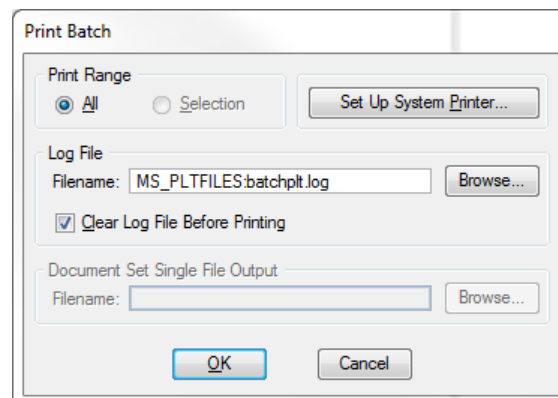 Print Batch
Print Range
All Selection
Set Up System Printer...
Log File
Filename: MS_PLTFILES:batchplt.log Browse...
Clear Log File Before Printing
Document Set Single File Output
Filename: Browse...
OK Cancel